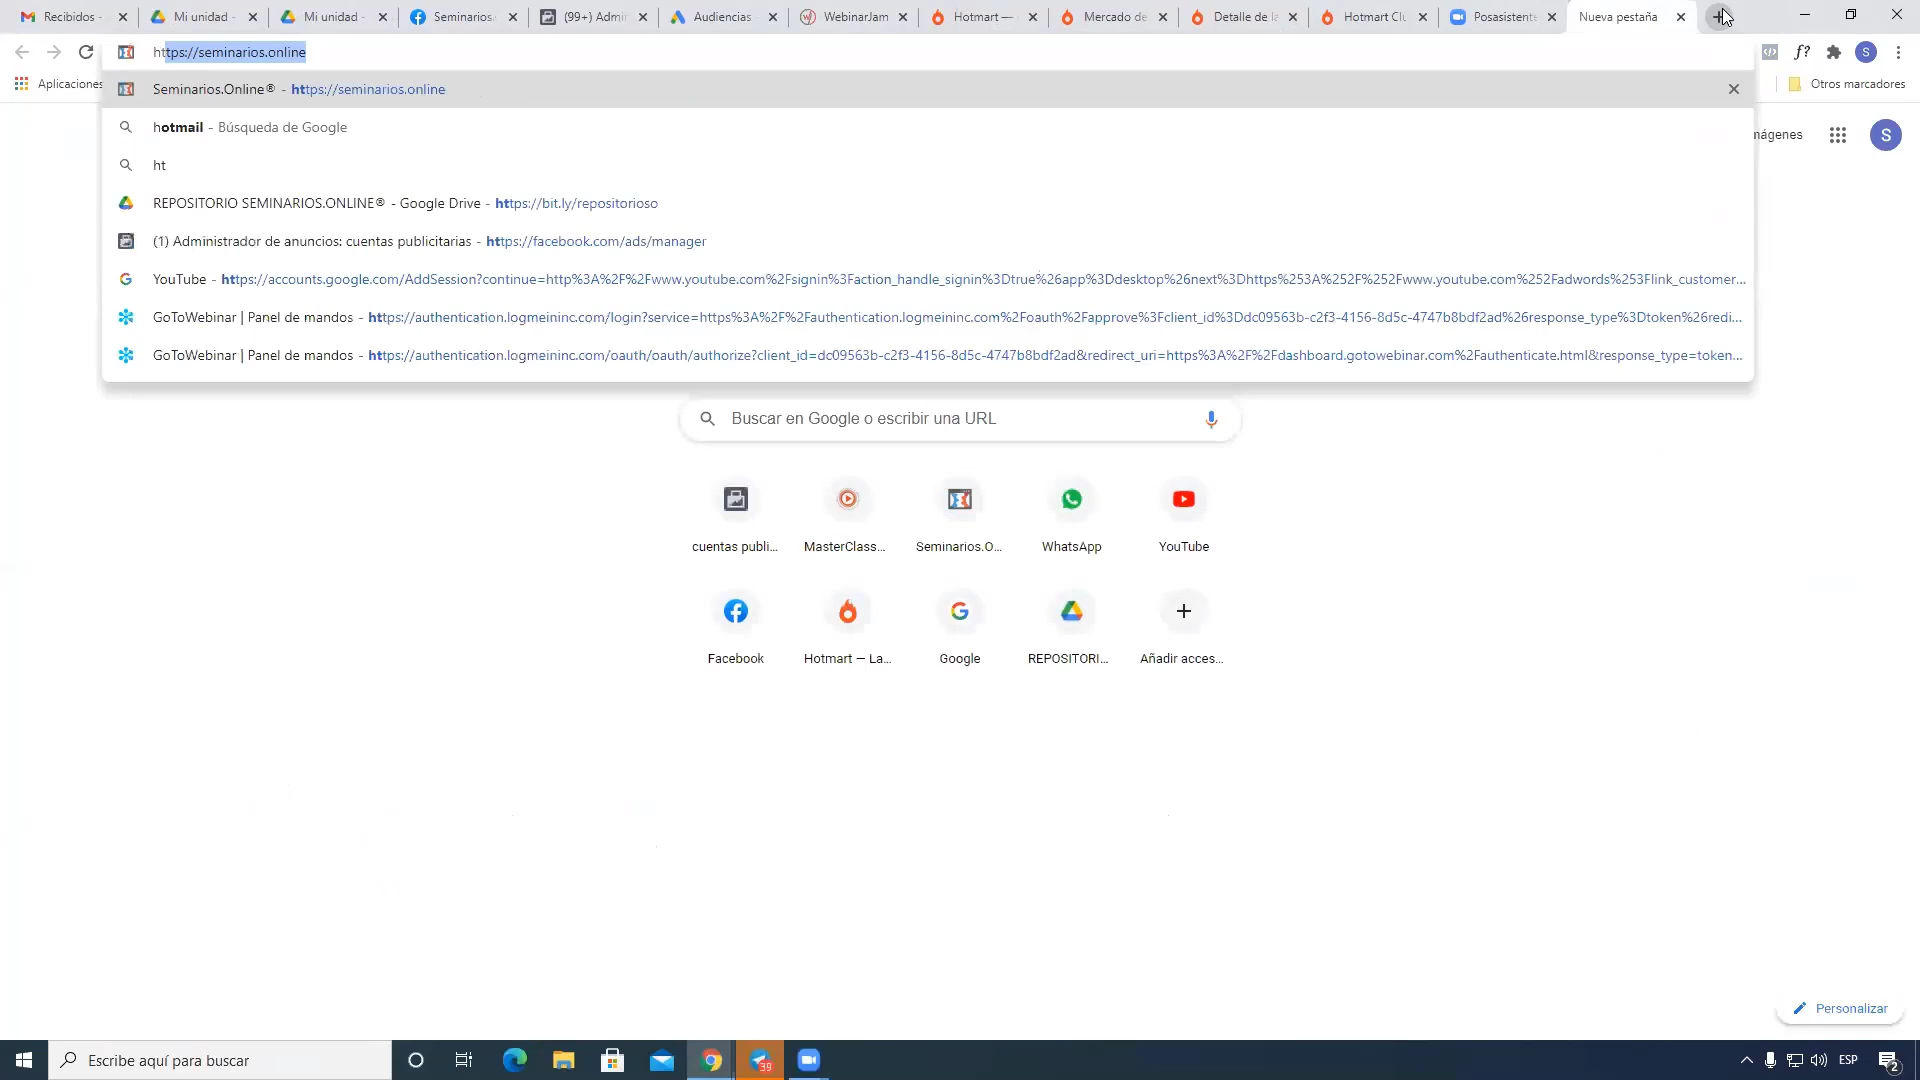 Recibidos - Mi unidad - Mi unidad - Seminarios. (99+) Admin Audiencias WebinarJam Hotmart — Mercado de Detalle de la Hotmart Clu Posasistente Nueva pestaña
https://seminarios.online
Aplicaciones Otros marcadores
Seminarios.Online® - https://seminarios.online
hotmail - Búsqueda de Google
ht
REPOSITORIO SEMINARIOS.ONLINE® - Google Drive - https://bit.ly/repositorioso
(1) Administrador de anuncios: cuentas publicitarias - https://facebook.com/ads/manager
YouTube - https://accounts.google.com/AddSession?continue=http%3A%2F%2Fwww.youtube.com%2Fsignin%3Faction_handle_signin%3Dtrue%26app%3Ddesktop%26next%3Dhttps%253A%252F%252Fwww.youtube.com%252Fadwords%253Flink_customer...
GoToWebinar | Panel de mandos - https://authentication.logmeininc.com/login?service=https%3A%2F%2Fauthentication.logmeininc.com%2Foauth%2Fapprove%3Fclient_id%3Ddc09563b-c2f3-4156-8d5c-4747b8bdf2ad%26response_type%3Dtoken%26redi...
GoToWebinar | Panel de mandos - https://authentication.logmeininc.com/oauth/oauth/authorize?client_id=dc09563b-c2f3-4156-8d5c-4747b8bdf2ad&redirect_uri=https%3A%2F%2Fdashboard.gotowebinar.com%2Fauthenticate.html&response_type=token...
nágenes S
Buscar en Google o escribir una URL
cuentas publi... MasterClass... Seminarios.O... WhatsApp YouTube
Facebook Hotmart — La... Google REPOSITORI... Añadir acces...
Personalizar
Escribe aquí para buscar 39 ESP 2